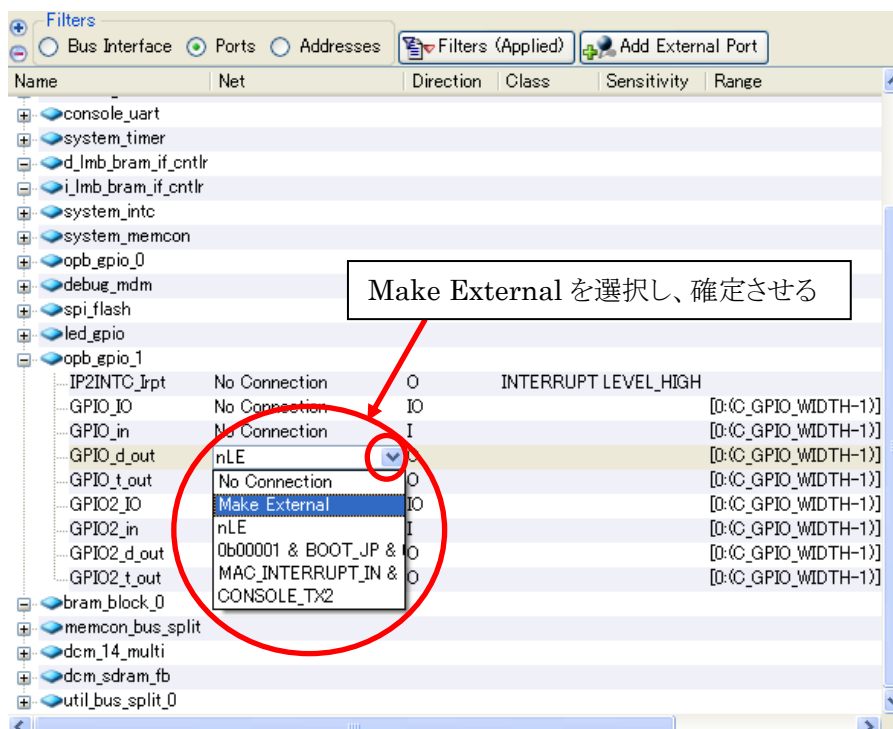 Filters
Bus Interface Ports Addresses Filters (Applied) Add External Port
Name Net Direction Class Sensitivity Range
console_uart
system_timer
d_lmb_bram_if_cntlr
i_lmb_bram_if_cntlr
system_intc
system_memcon
opb_gpio_0
debug_mdm
Make External を選択し、確定させる
spi_flash
led_gpio
opb_gpio_1
IP2INTC_Irpt No Connection O INTERRUPT LEVEL_HIGH
GPIO_IO No Connection IO [0:(C_GPIO_WIDTH-1)]
GPIO_in No Connection I [0:(C_GPIO_WIDTH-1)]
GPIO_d_out nLE O [0:(C_GPIO_WIDTH-1)]
GPIO_t_out No Connection O [0:(C_GPIO_WIDTH-1)]
GPIO2_IO Make External IO [0:(C_GPIO_WIDTH-1)]
GPIO2_in nLE I [0:(C_GPIO_WIDTH-1)]
GPIO2_d_out 0b00001 & BOOT_JP & O [0:(C_GPIO_WIDTH-1)]
GPIO2_t_out MAC_INTERRUPT_IN & O [0:(C_GPIO_WIDTH-1)]
CONSOLE_TX2
bram_block_0
memcon_bus_split
dcm_14_multi
dcm_sdram_fb
util_bus_split_0